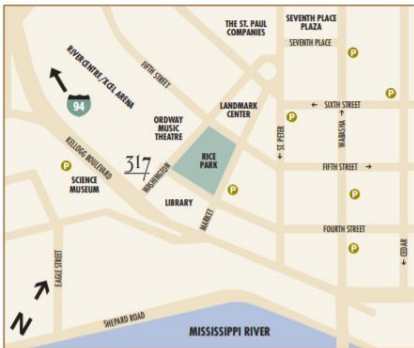 THE ST. PAUL
COMPANIES
SEVENTH PLACE
PLAZA
SEVENTH PLACE
P
RIVERCENTRE/XCEL ARENA
FIFTH STREET
94
P
LANDMARK
CENTER
← SIXTH STREET ←
ORDWAY
MUSIC
THEATRE
WABASHA
← ST. PETER
RICE
PARK
KELLOGG BOULEVARD
317
WASHINGTON
P
FIFTH STREET →
SCIENCE
MUSEUM
P
P
LIBRARY
MARKET
FOURTH STREET
P
← CEDAR
EAGLE STREET
N
SHEPARD ROAD
MISSISSIPPI RIVER